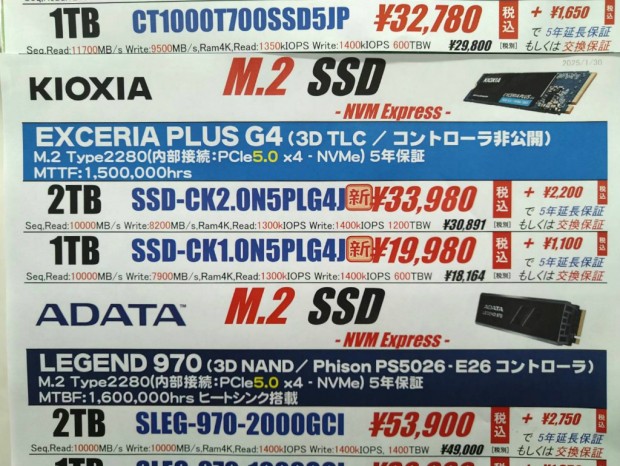 1TB CT1000T700SSD5JP ¥32,780 税込 + ¥1,650
で 5年延長保証
Seq,Read:11700MB/s Write:9500MB/s,Ram4K,Read:1350kIOPS Write:1400kIOPS 600TBW ¥29,800 [税別] もしくは 交換保証
2025/1/30
KIOXIA M.2 SSD
- NVM Express -
EXCERIA PLUS G4 (3D TLC / コントローラ非公開)
M.2 Type2280(内部接続:PCIe5.0 x4 - NVMe) 5年保証
MTTF:1,500,000hrs
2TB SSD-CK2.0N5PLG4J 新 ¥33,980 税込 + ¥2,200
で 5年延長保証
Seq,Read:10000MB/s Write:8200MB/s,Ram4K,Read:1300kIOPS Write:1400kIOPS 1200TBW ¥30,891 [税別] もしくは 交換保証
1TB SSD-CK1.0N5PLG4J 新 ¥19,980 税込 + ¥1,100
で 5年延長保証
Seq,Read:10000MB/s Write:7900MB/s,Ram4K,Read:1300kIOPS Write:1400kIOPS 600TBW ¥18,164 [税別] もしくは 交換保証
ADATA™ M.2 SSD
- NVM Express -
LEGEND 970 (3D NAND / Phison PS5026-E26 コントローラ)
M.2 Type2280(内部接続:PCIe5.0 x4 - NVMe) 5年保証
MTBF:1,600,000hrs ヒートシンク搭載
2TB SLEG-970-2000GCI ¥53,900 税込 + ¥2,750
で 5年延長保証
Seq,Read:10000MB/s Write:10000MB/s,Ram4K,Read:1400kIOPS Write:1400kIOPS, 1400TBW ¥49,000 [税別] もしくは 交換保証
1TB